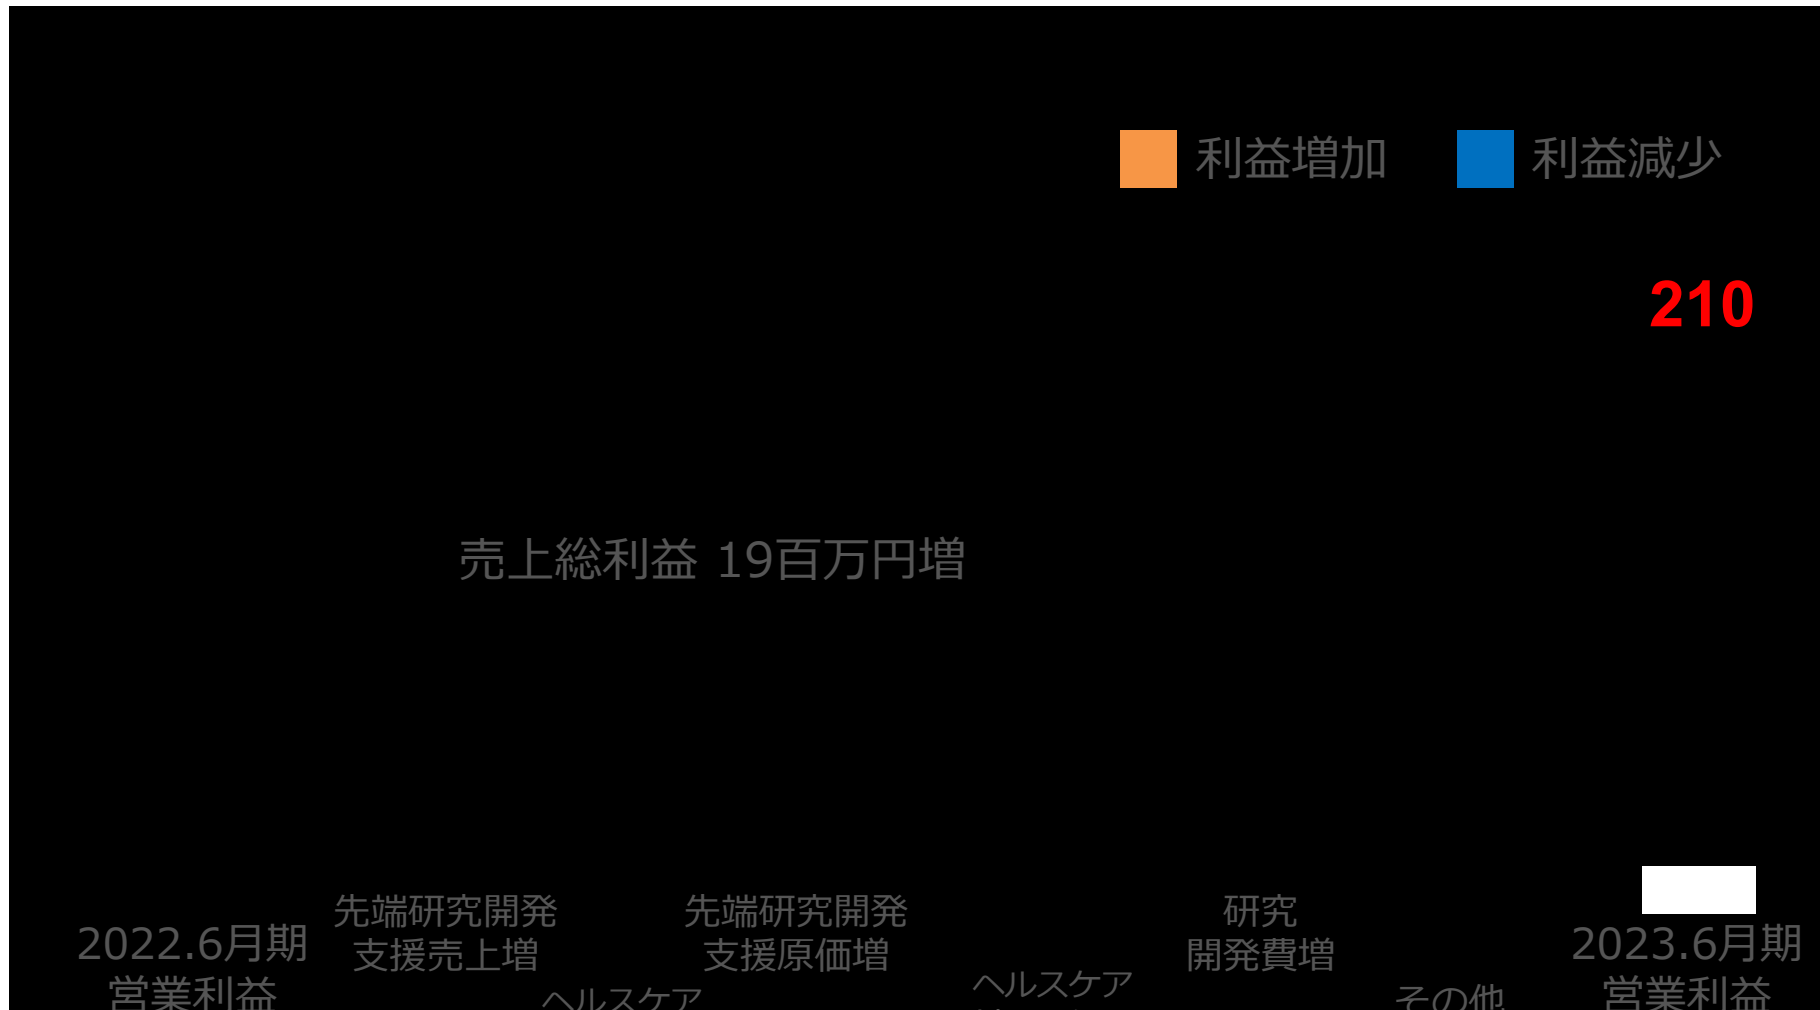 利益増加
利益減少
210
売上総利益 19百万円増
2022.6月期
営業利益
先端研究開発
支援売上増
ヘルスケア
先端研究開発
支援原価増
ヘルスケア
研究
開発費増
その他
2023.6月期
営業利益